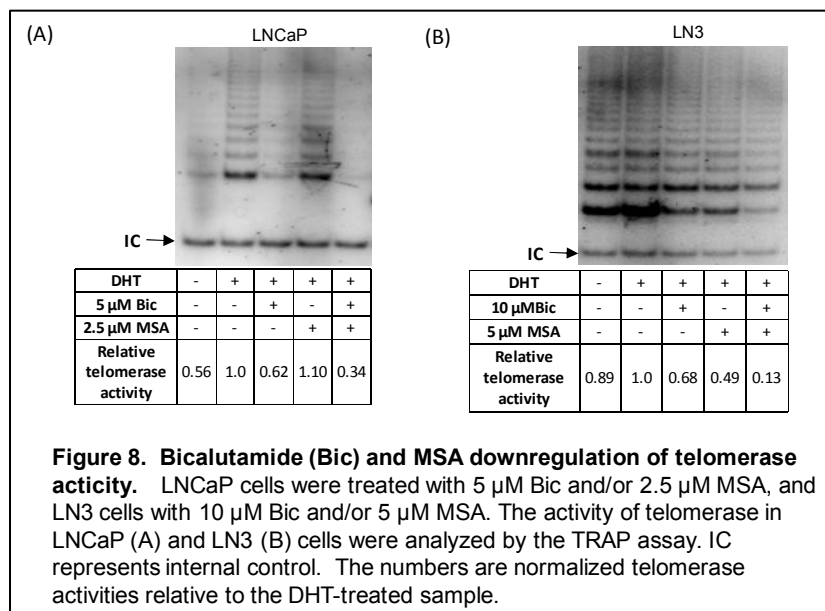 (A)
LNCaP
(B)
LN3
IC
IC
DHT - + + + +
5 µM Bic - - + - +
2.5 µM MSA - - - + +
Relative telomerase activity 0.56 1.0 0.62 1.10 0.34
DHT - + + + +
10 µMBic - - + - +
5 µM MSA - - - + +
Relative telomerase activity 0.89 1.0 0.68 0.49 0.13
Figure 8. Bicalutamide (Bic) and MSA downregulation of telomerase
acticity. LNCaP cells were treated with 5 µM Bic and/or 2.5 µM MSA, and
LN3 cells with 10 µM Bic and/or 5 µM MSA. The activity of telomerase in
LNCaP (A) and LN3 (B) cells were analyzed by the TRAP assay. IC
represents internal control. The numbers are normalized telomerase
activities relative to the DHT-treated sample.